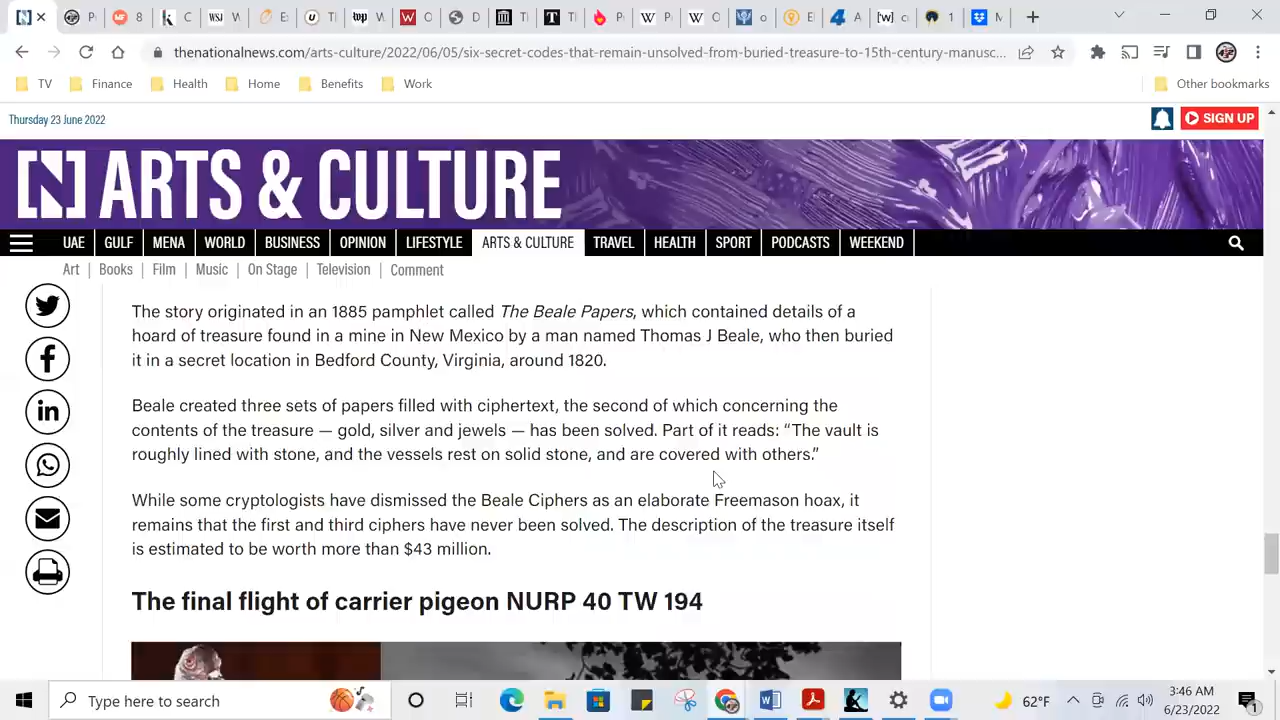 thenationalnews.com/arts-culture/2022/06/05/six-secret-codes-that-remain-unsolved-from-buried-treasure-to-15th-century-manusc...
TV Finance Health Home Benefits Work Other bookmarks
Thursday 23 June 2022
SIGN UP
[N] ARTS & CULTURE
UAE GULF MENA WORLD BUSINESS OPINION LIFESTYLE ARTS & CULTURE TRAVEL HEALTH SPORT PODCASTS WEEKEND
Art | Books | Film | Music | On Stage | Television | Comment
The story originated in an 1885 pamphlet called The Beale Papers, which contained details of a
hoard of treasure found in a mine in New Mexico by a man named Thomas J Beale, who then buried
it in a secret location in Bedford County, Virginia, around 1820.
Beale created three sets of papers filled with ciphertext, the second of which concerning the
contents of the treasure — gold, silver and jewels — has been solved. Part of it reads: “The vault is
roughly lined with stone, and the vessels rest on solid stone, and are covered with others.”
While some cryptologists have dismissed the Beale Ciphers as an elaborate Freemason hoax, it
remains that the first and third ciphers have never been solved. The description of the treasure itself
is estimated to be worth more than $43 million.
The final flight of carrier pigeon NURP 40 TW 194
Type here to search
62°F
3:46 AM
6/23/2022